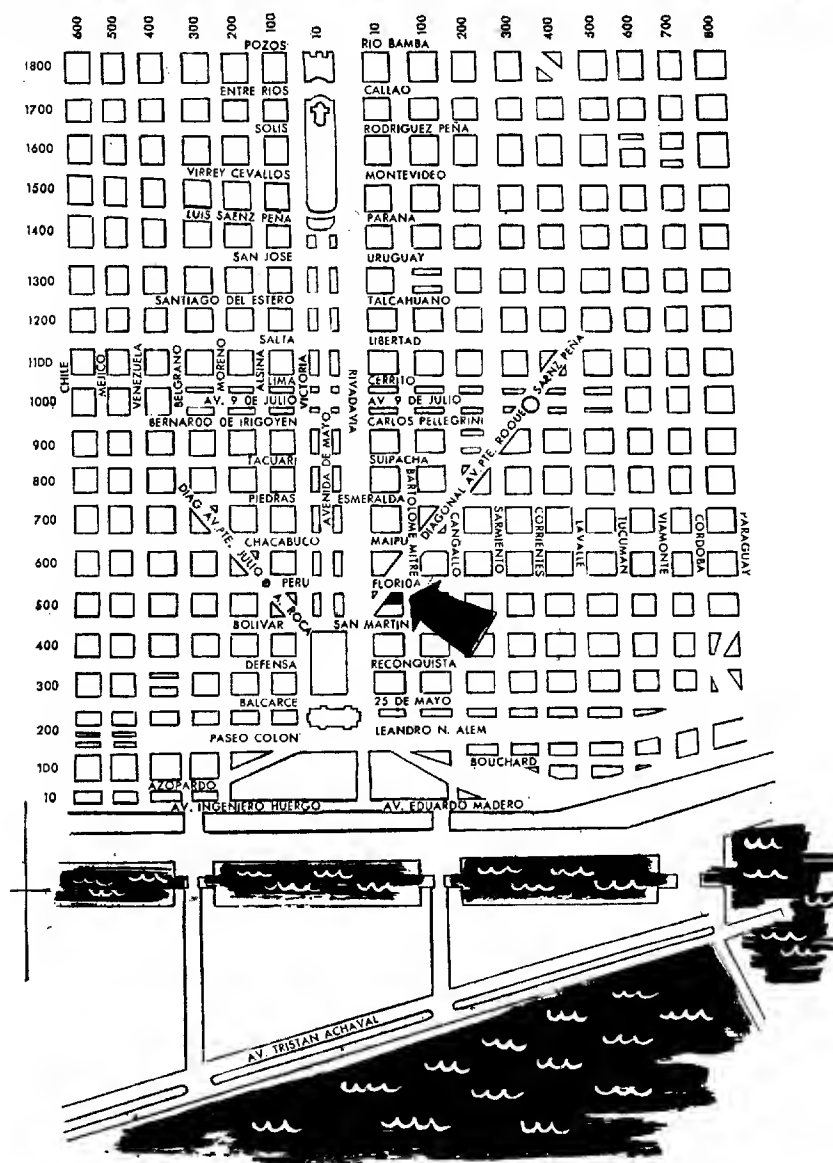 600 500 400 300 200 100 10 10 100 200 300 400 500 600 700 800
POZOS RIO BAMBA
1800
ENTRE RIOS CALLAO
1700
SOLIS RODRIGUEZ PEÑA
1600
VIRREY CEVALLOS MONTEVIDEO
1500
LUIS SAENZ PEÑA PARANA
1400
SAN JOSE URUGUAY
1300
SANTIAGO DEL ESTERO TALCAHUANO
1200
SALTA LIBERTAD
1100
CHILE
MEJICO
VENEZUELA
BELGRANO
MORENO
ALSINA
VICTORIA
AVENIDA DE MAYO
RIVADAVIA
LIMA CERRITO
1000
AV. 9 DE JULIO AV. 9 DE JULIO
BERNARDO DE IRIGOYEN CARLOS PELLEGRINI
900
TACUARI SUIPACHA
800
PIEDRAS ESMERALDA
700
DIAG AV. PTE. JULIO A. ROCA
DIAGONAL AV. PTE. ROQUE SAENZ PEÑA
BARTOLOME MITRE
CANGALLO
SARMIENTO
CORRIENTES
LAVALLE
TUCUMAN
VIAMONTE
CORDOBA
PARAGUAY
CHACABUCO MAIPU
600
PERU FLORIDA
500
BOLIVAR SAN MARTIN
400
DEFENSA RECONQUISTA
300
BALCARCE 25 DE MAYO
200
PASEO COLON LEANDRO N. ALEM
100
BOUCHARD
AZOPARDO
10
AV. INGENIERO HUERGO AV. EDUARDO MADERO
AV. TRISTAN ACHAVAL